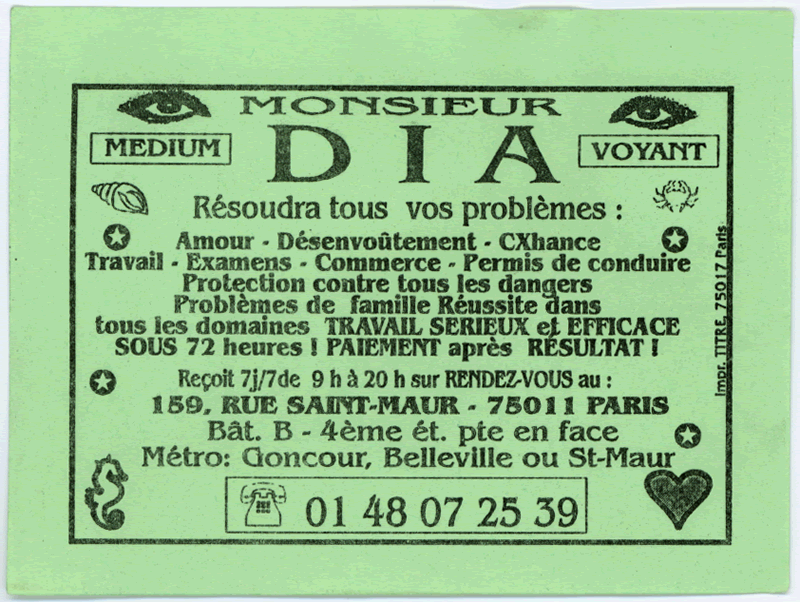 MONSIEUR
MEDIUM
DIA
VOYANT
Résoudra tous vos problèmes :
Amour - Désenvoûtement - CXhance
Travail - Examens - Commerce - Permis de conduire
Protection contre tous les dangers
Problèmes de famille Réussite dans
tous les domaines TRAVAIL SERIEUX et EFFICACE
SOUS 72 heures ! PAIEMENT après RÉSULTAT !
Reçoit 7j/7 de 9 h à 20 h sur RENDEZ-VOUS au :
159, RUE SAINT-MAUR - 75011 PARIS
Bât. B - 4ème ét. pte en face
Métro: Goncour, Belleville ou St-Maur
01 48 07 25 39
Impr. TITRE, 75017 Paris